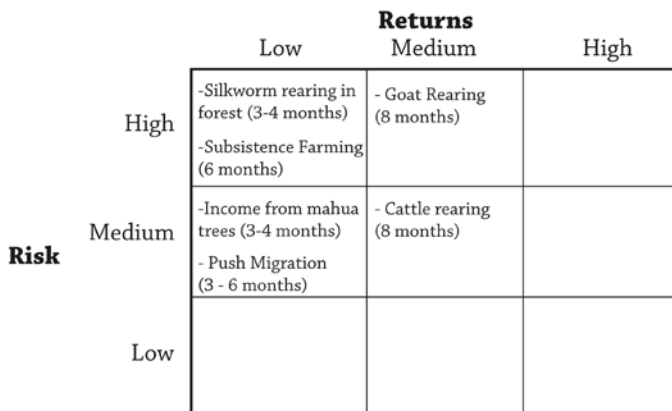 Returns
Low Medium High
High
-Silkworm rearing in
forest (3-4 months)
-Subsistence Farming
(6 months)
- Goat Rearing
(8 months)
Risk
Medium
-Income from mahua
trees (3-4 months)
- Push Migration
(3 - 6 months)
- Cattle rearing
(8 months)
Low